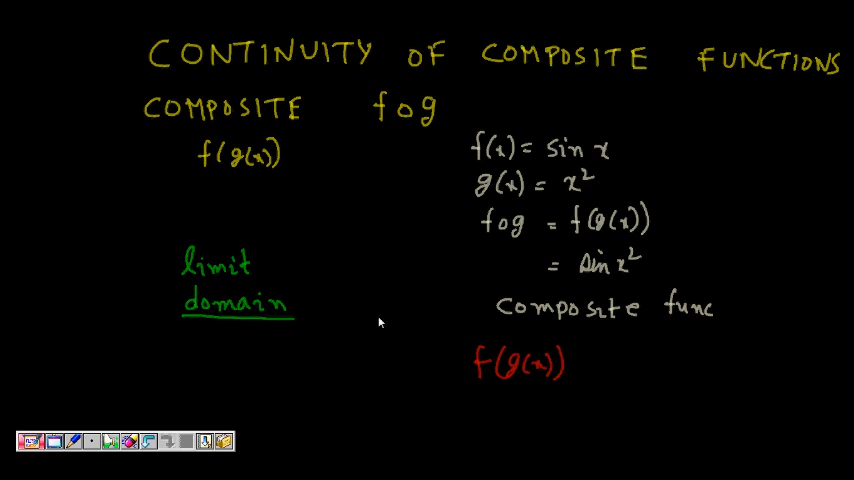 CONTINUITY OF COMPOSITE FUNCTIONS
COMPOSITE fog
f(g(x))
f(x) = sin x
g(x) = x²
fog = f(g(x))
= sin x²
limit
domain
composite func
f(g(x))